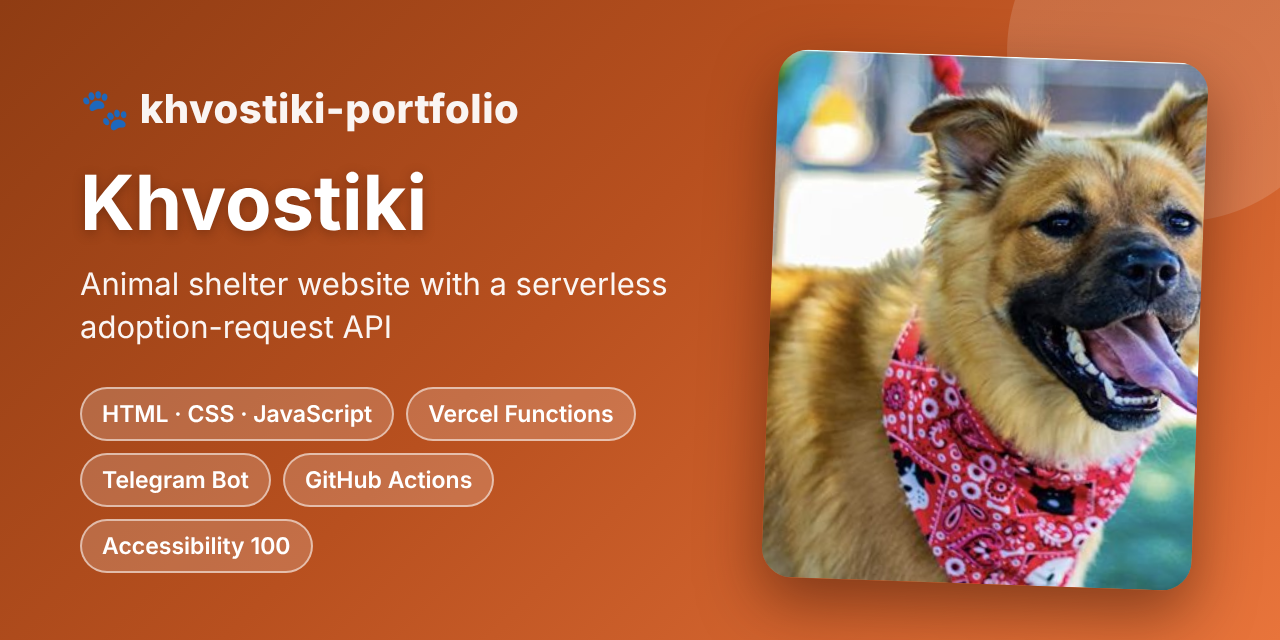 🐾 khvostiki-portfolio
Khvostiki
Animal shelter website with a serverless
adoption-request API
HTML · CSS · JavaScript
Vercel Functions
Telegram Bot
GitHub Actions
Accessibility 100